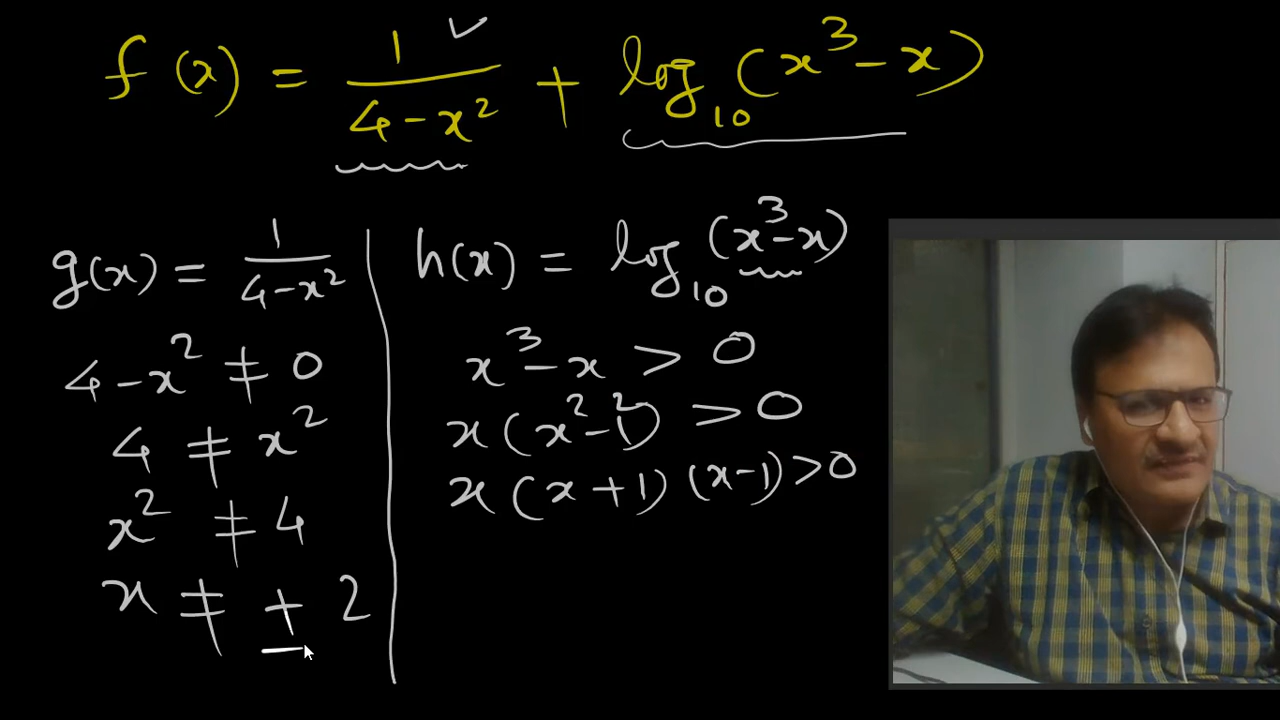 f(x) = 1/(4-x²) + log₁₀(x³-x)
g(x) = 1/(4-x²)
4-x² ≠ 0
4 ≠ x²
x² ≠ 4
x ≠ ± 2
h(x) = log₁₀(x³-x)
x³-x > 0
x(x²-1²) > 0
x(x+1)(x-1)>0